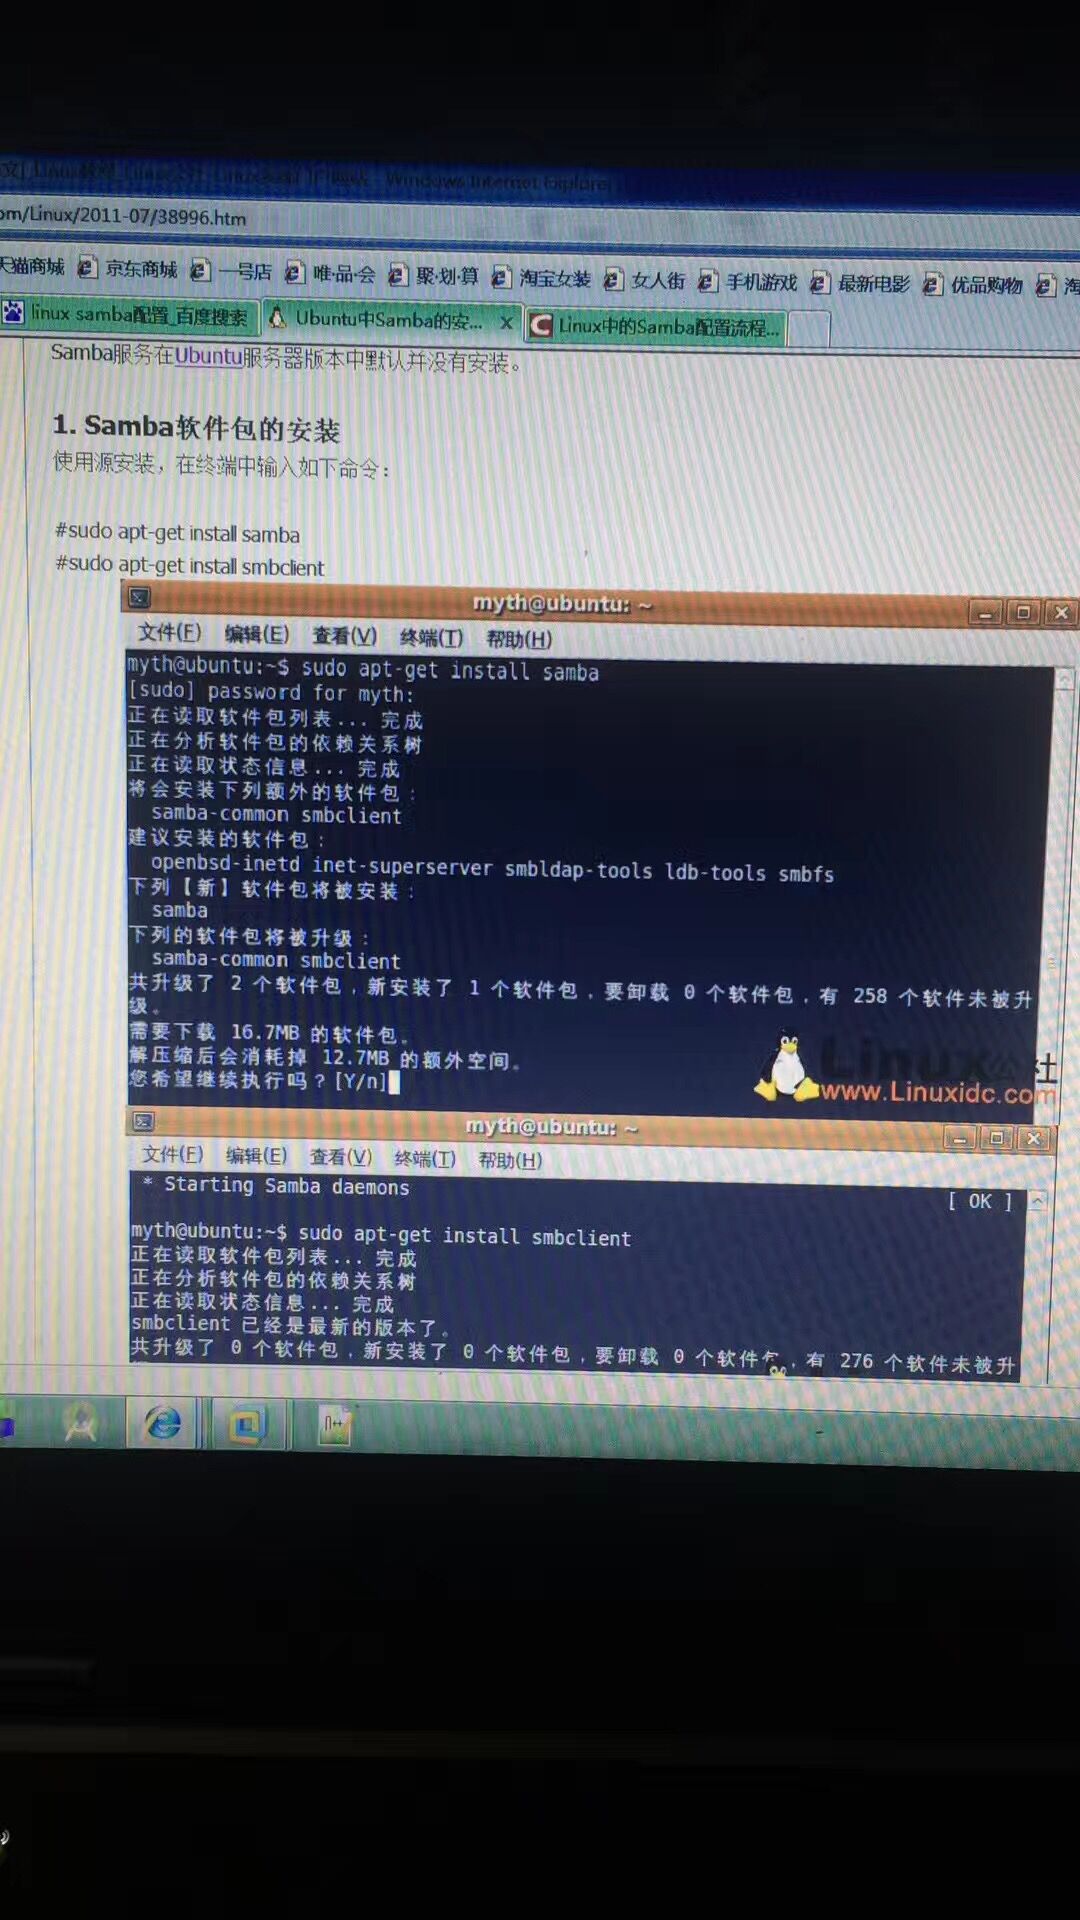 Windows Internet Explorer
om/Linux/2011-07/38996.htm
天猫商城 京东商城 一号店 唯·品·会 聚·划·算 淘宝女装 女人街 手机游戏 最新电影 优品购物 淘
linux samba配置_百度搜索 Ubuntu中Samba的安... X Linux中的Samba配置流程...
Samba服务在Ubuntu服务器版本中默认并没有安装。
1. Samba软件包的安装
使用源安装，在终端中输入如下命令：
#sudo apt-get install samba
#sudo apt-get install smbclient
myth@ubuntu: ~
文件(F) 编辑(E) 查看(V) 终端(T) 帮助(H)
myth@ubuntu:~$ sudo apt-get install samba
[sudo] password for myth:
正在读取软件包列表... 完成
正在分析软件包的依赖关系树
正在读取状态信息... 完成
将会安装下列额外的软件包：
samba-common smbclient
建议安装的软件包：
openbsd-inetd inet-superserver smbldap-tools ldb-tools smbfs
下列【新】软件包将被安装：
samba
下列的软件包将被升级：
samba-common smbclient
共升级了 2 个软件包，新安装了 1 个软件包，要卸载 0 个软件包，有 258 个软件未被升
级。
需要下载 16.7MB 的软件包。
解压缩后会消耗掉 12.7MB 的额外空间。
您希望继续执行吗？[Y/n]
Linux公社
www.Linuxidc.com
myth@ubuntu: ~
文件(F) 编辑(E) 查看(V) 终端(T) 帮助(H)
* Starting Samba daemons [ OK ]
myth@ubuntu:~$ sudo apt-get install smbclient
正在读取软件包列表... 完成
正在分析软件包的依赖关系树
正在读取状态信息... 完成
smbclient 已经是最新的版本了。
共升级了 0 个软件包，新安装了 0 个软件包，要卸载 0 个软件包，有 276 个软件未被升